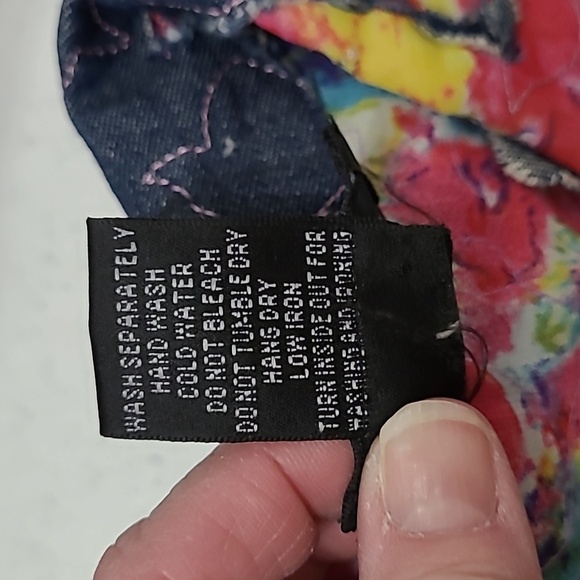 WASH SEPARATELY
HAND WASH
COLD WATER
DO NOT BLEACH
DO NOT TUMBLE DRY
HANG DRY
LOW IRON
TURN INSIDE OUT FOR
WASHING AND IRONING